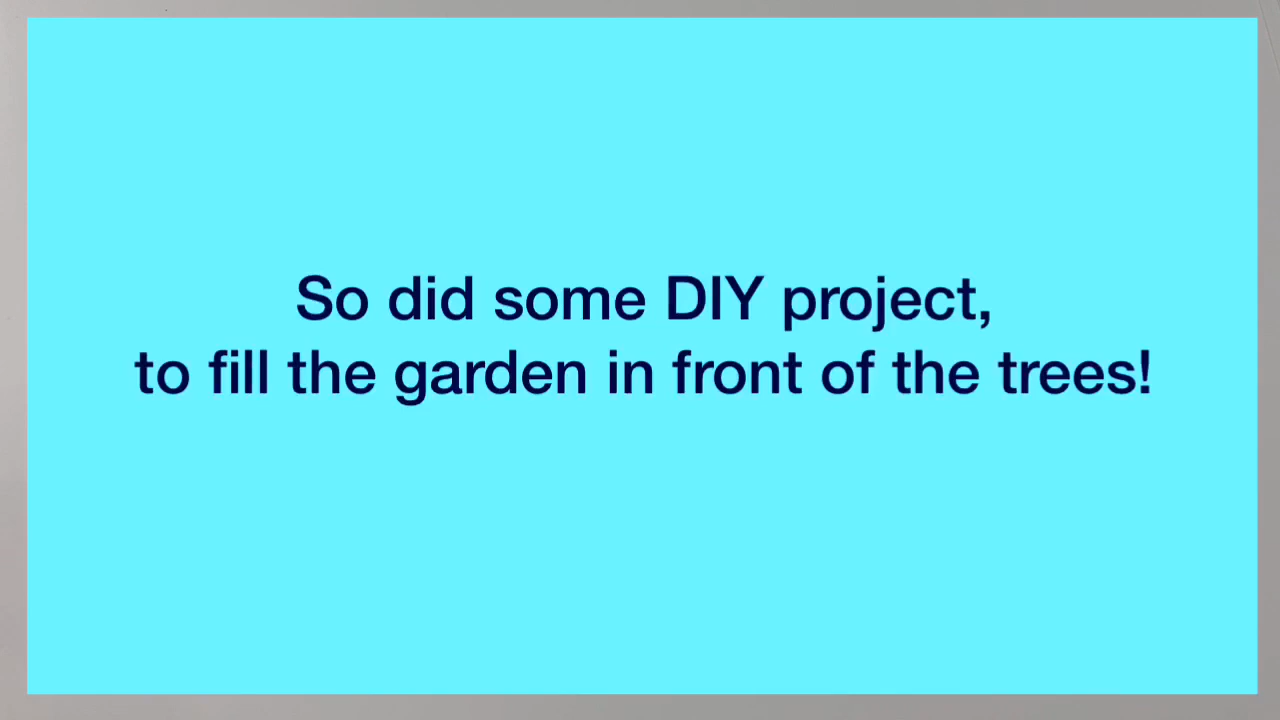 So did some DIY project,
to fill the garden in front of the trees!